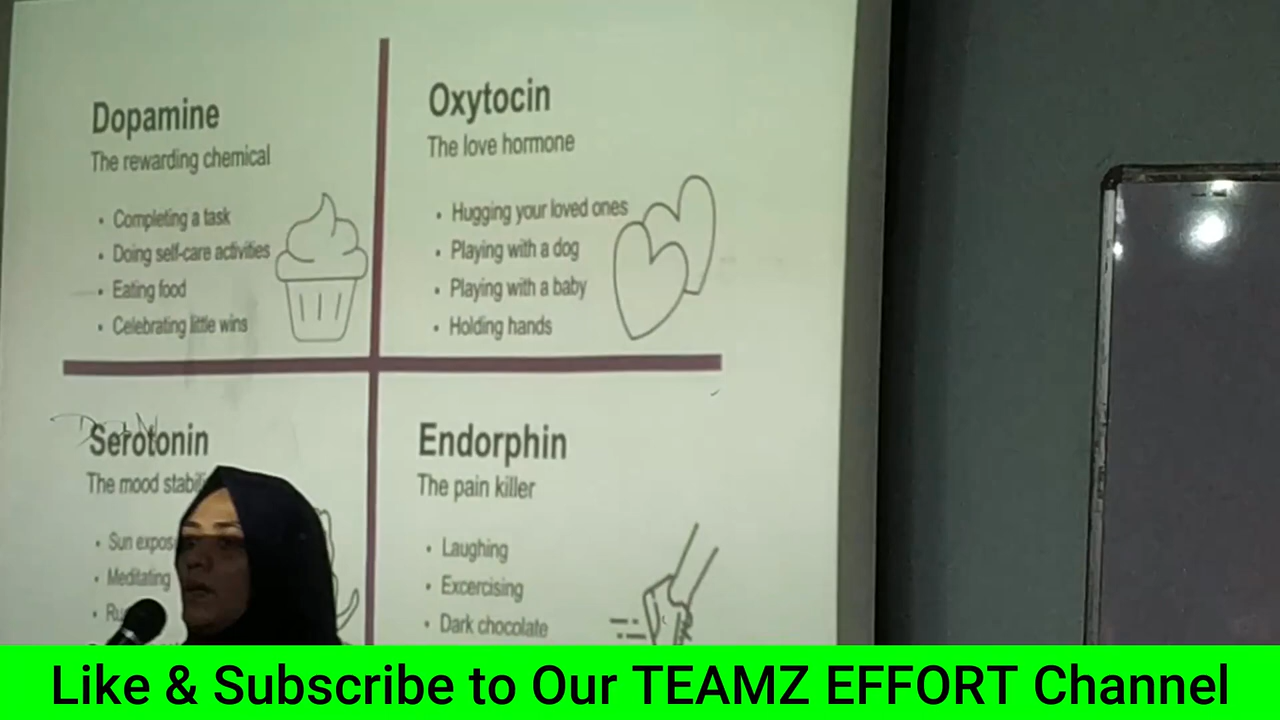 Dopamine
The rewarding chemical
• Completing a task
• Doing self-care activities
• Eating food
• Celebrating little wins
Oxytocin
The love hormone
• Hugging your loved ones
• Playing with a dog
• Playing with a baby
• Holding hands
Serotonin
The mood
• Sun
• Meditating
Endorphin
The pain killer
• Laughing
• Excercising
• Dark chocolate
Like & Subscribe to Our TEAMZ EFFORT Channel